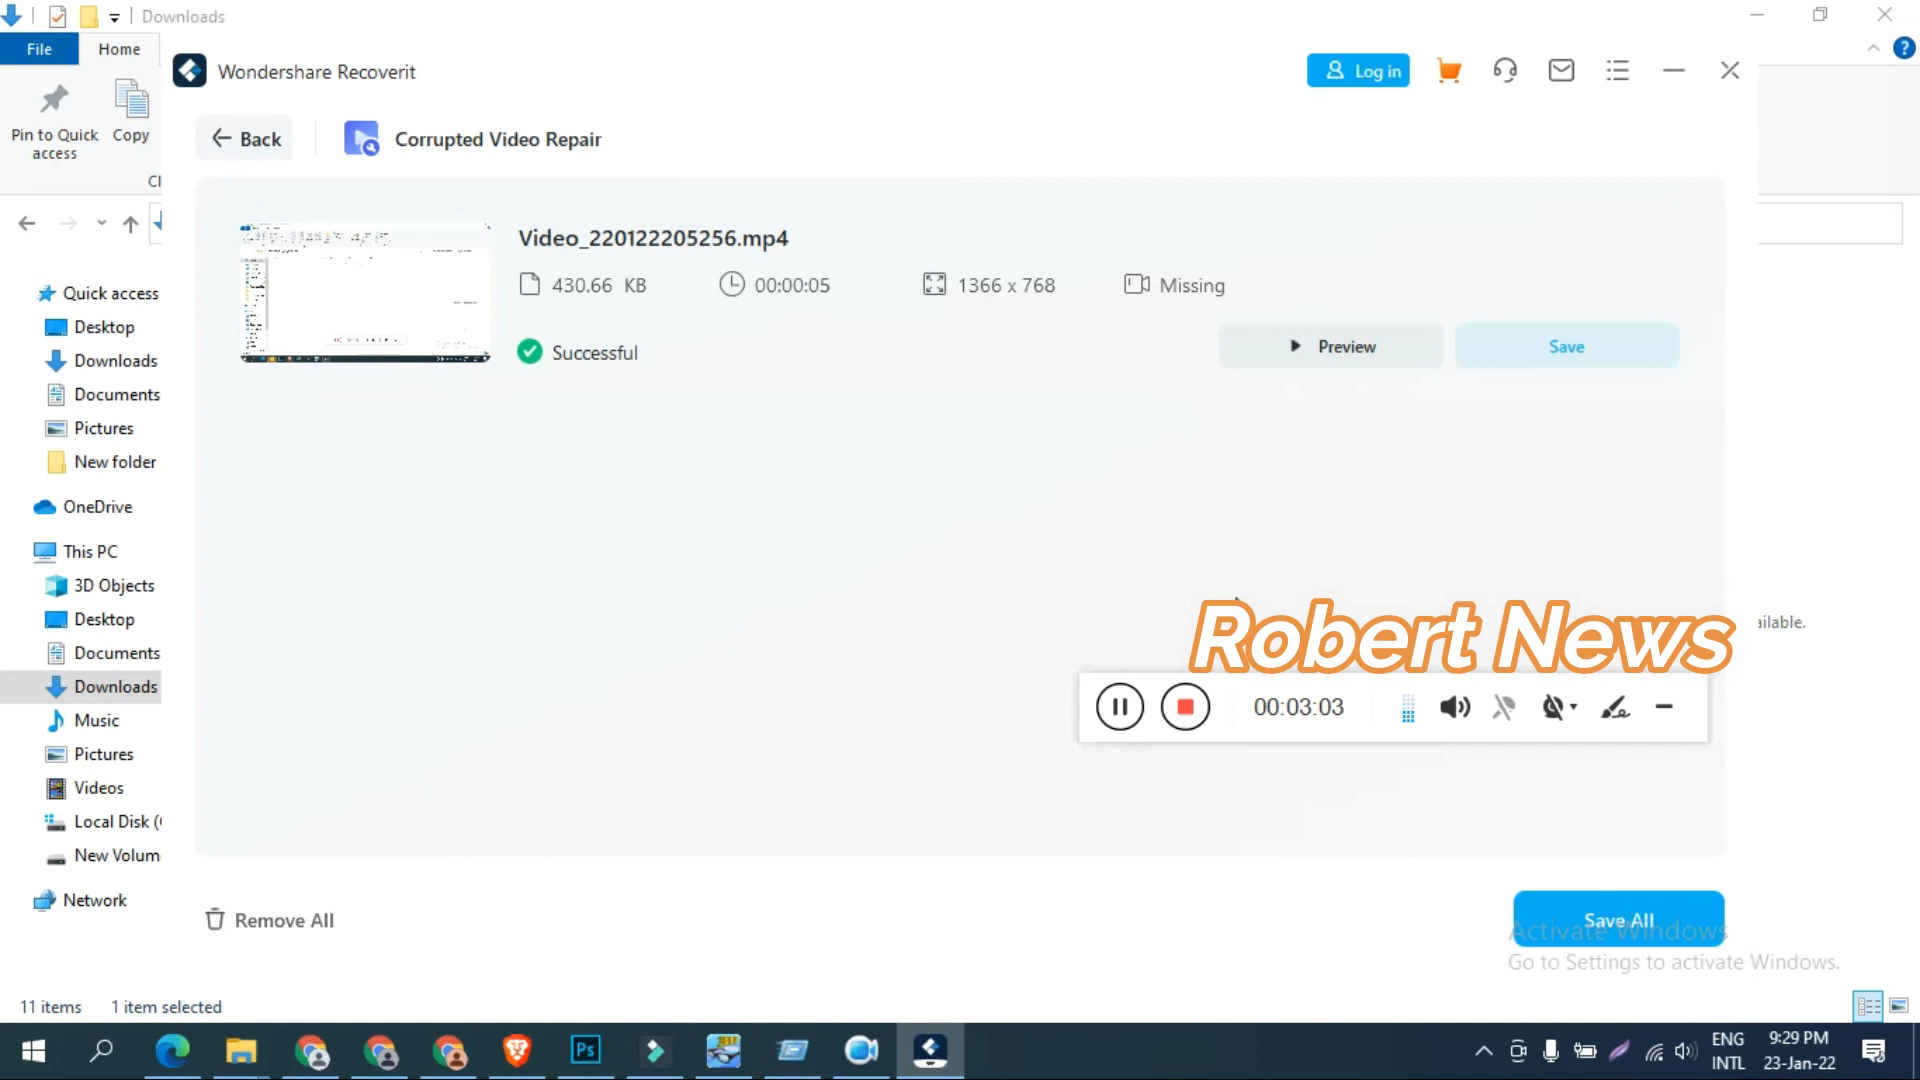 Downloads
File
Home
Pin to Quick
access
Copy
Cl
Wondershare Recoverit
Log in
Back
Corrupted Video Repair
Video_220122205256.mp4
430.66 KB
00:00:05
1366 x 768
Missing
Successful
Preview
Save
Quick access
Desktop
Downloads
Documents
Pictures
New folder
OneDrive
This PC
3D Objects
Desktop
Documents
Downloads
Music
Pictures
Videos
Local Disk (
New Volum
Network
Robert News
ailable.
00:03:03
Remove All
Save All
Activate Windows
Go to Settings to activate Windows.
11 items
1 item selected
Ps
ENG
INTL
9:29 PM
23-Jan-22